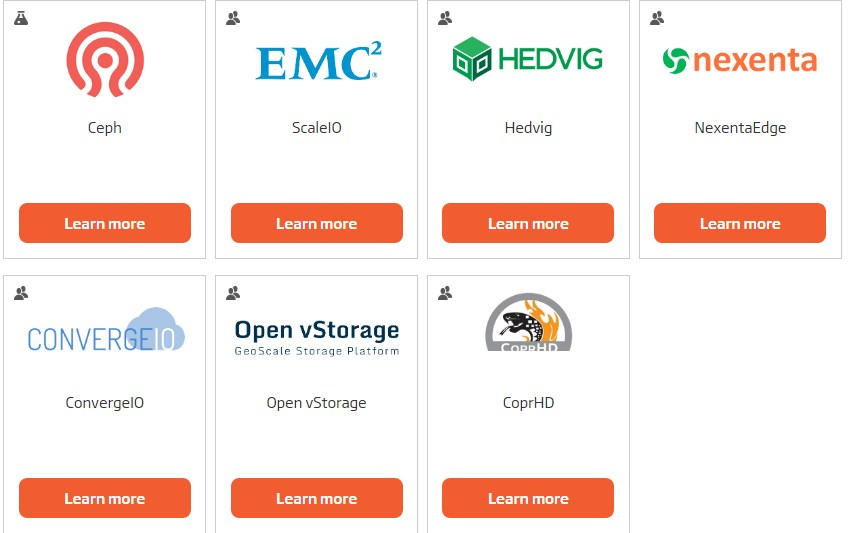 EMC²
HEDVIG
nexenta
Ceph
ScaleIO
Hedvig
NexentaEdge
Learn more
Learn more
Learn more
Learn more
CONVERGEIO
Open vStorage
GeoScale Storage Platform
COPRHD
ConvergeIO
Open vStorage
CoprHD
Learn more
Learn more
Learn more